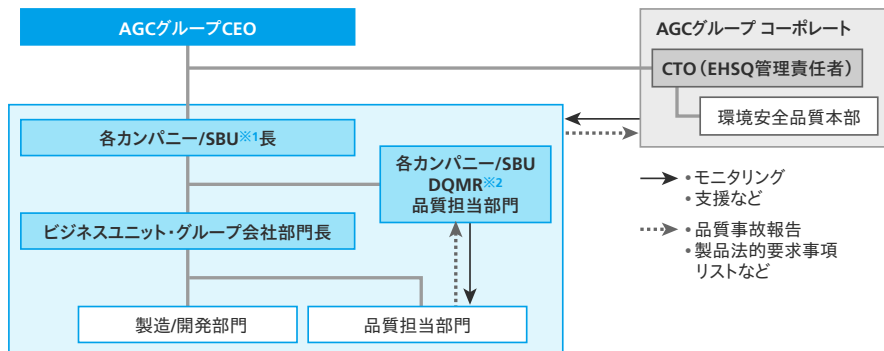 AGCグループCEO
AGCグループ コーポレート
CTO（EHSQ管理責任者）
環境安全品質本部
各カンパニー/SBU※1長
各カンパニー/SBU
DQMR※2
品質担当部門
ビジネスユニット・グループ会社部門長
製造/開発部門
品質担当部門
・モニタリング
・支援など
・品質事故報告
・製品法的要求事項
リストなど